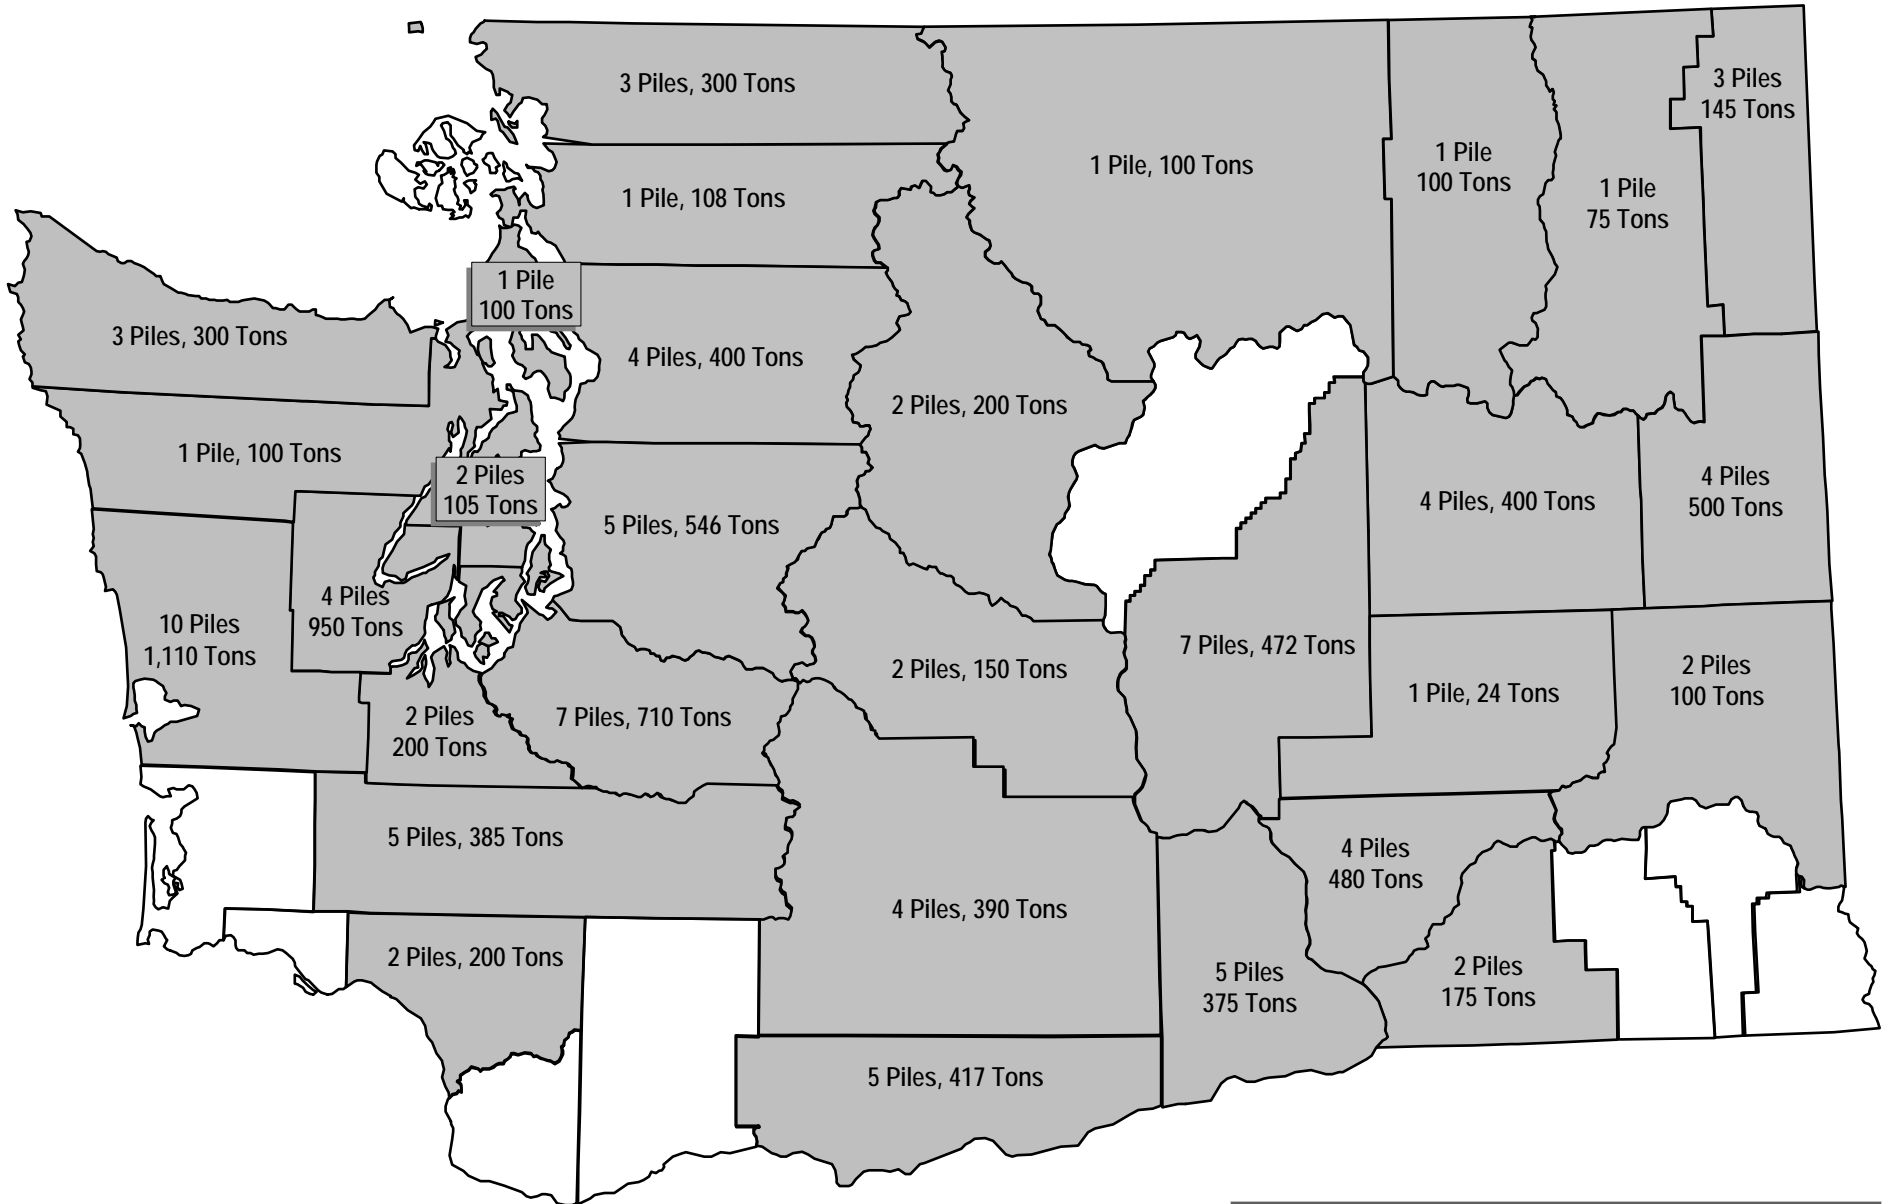 3 Piles, 300 Tons
3 Piles
145 Tons
1 Pile, 100 Tons
1 Pile
100 Tons
1 Pile
75 Tons
1 Pile, 108 Tons
1 Pile
100 Tons
3 Piles, 300 Tons
4 Piles, 400 Tons
2 Piles, 200 Tons
1 Pile, 100 Tons
2 Piles
105 Tons
5 Piles, 546 Tons
4 Piles, 400 Tons
4 Piles
500 Tons
4 Piles
950 Tons
10 Piles
1,110 Tons
7 Piles, 472 Tons
2 Piles, 150 Tons
1 Pile, 24 Tons
2 Piles
100 Tons
2 Piles
200 Tons
7 Piles, 710 Tons
5 Piles, 385 Tons
4 Piles
480 Tons
4 Piles, 390 Tons
2 Piles, 200 Tons
5 Piles
375 Tons
2 Piles
175 Tons
5 Piles, 417 Tons